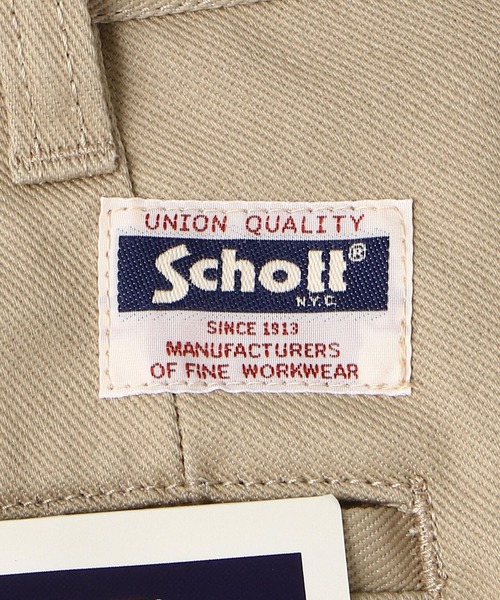 UNION QUALITY
Schott®
N.Y.C.
SINCE 1913
MANUFACTURERS
OF FINE WORKWEAR